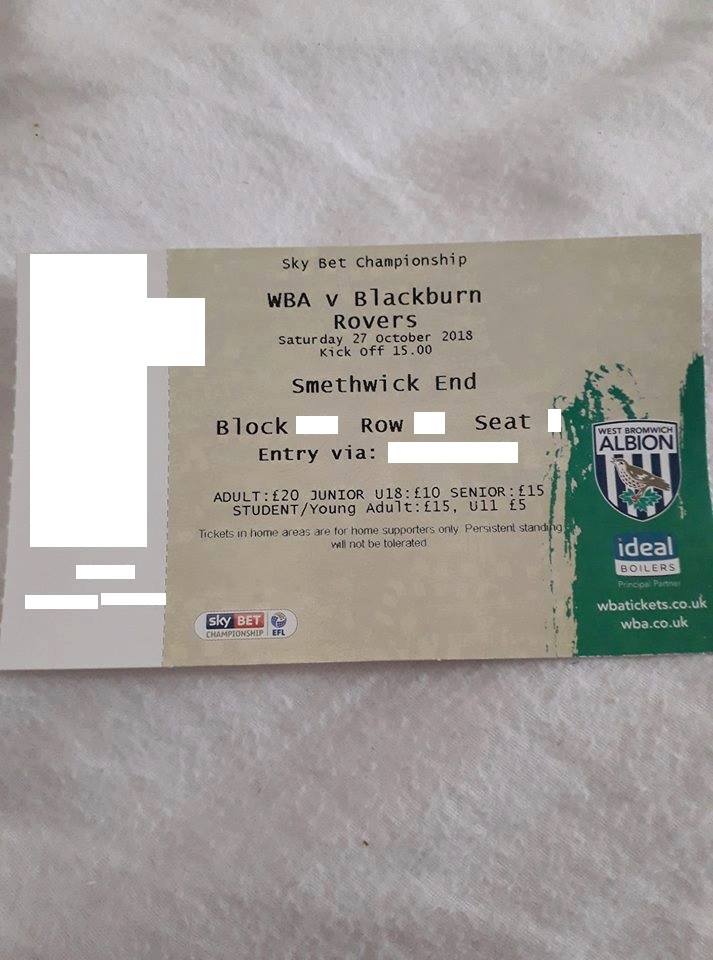 Sky Bet Championship
WBA v Blackburn
Rovers
Saturday 27 October 2018
Kick Off 15.00
Smethwick End
Block Row Seat
Entry via:
ADULT:£20 JUNIOR U18:£10 SENIOR:£15
STUDENT/Young Adult:£15, U11 £5
Tickets in home areas are for home supporters only. Persistent standing
will not be tolerated.
sky BET
CHAMPIONSHIP
EFL
WEST BROMWICH
ALBION
ideal
BOILERS
Principal Partner
wbatickets.co.uk
wba.co.uk